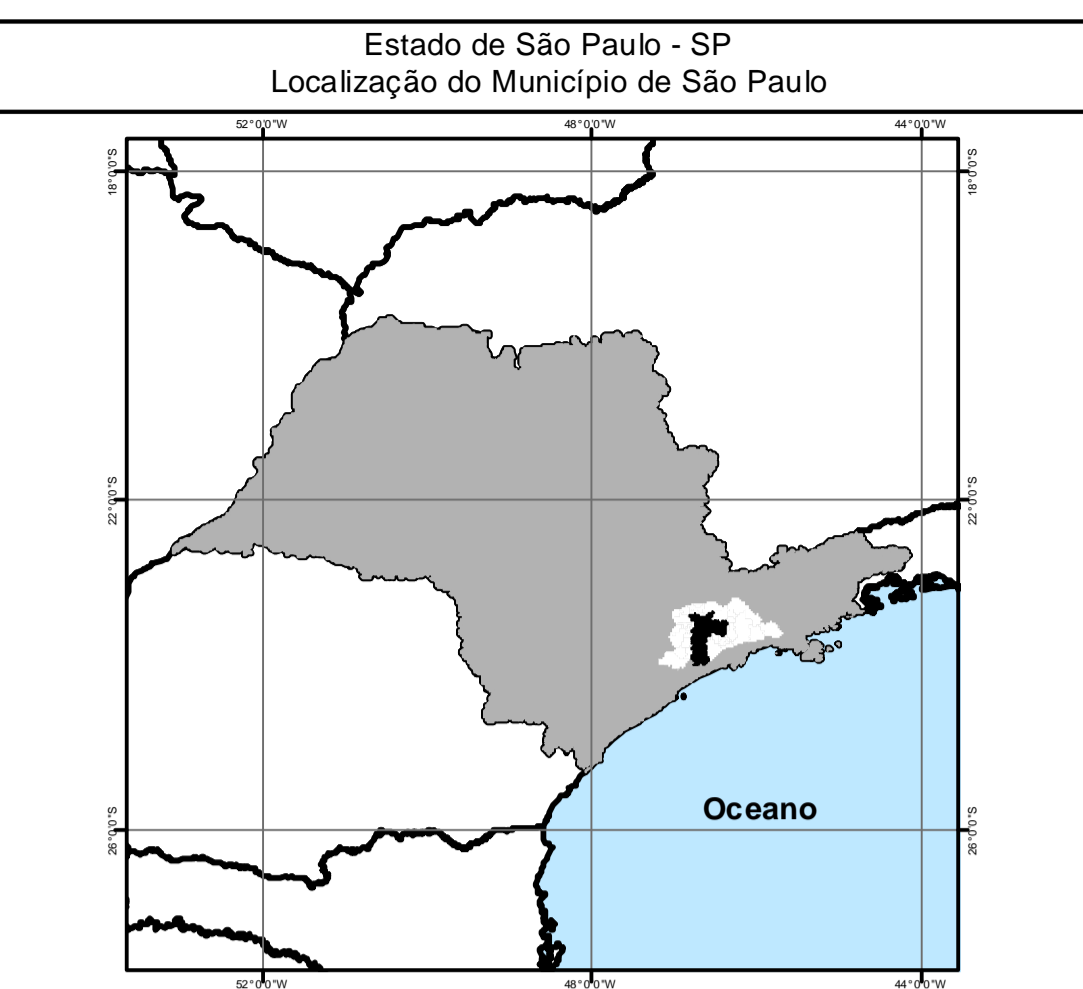 Estado de São Paulo - SP
Localização do Município de São Paulo
52°0'0"W 48°0'0"W 44°0'0"W
18°0'0"S 18°0'0"S
22°0'0"S 22°0'0"S
Oceano
26°0'0"S 26°0'0"S
52°0'0"W 48°0'0"W 44°0'0"W